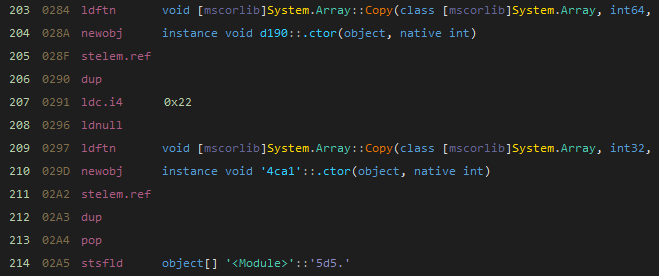 203 0284 ldftn void [mscorlib]System.Array::Copy(class [mscorlib]System.Array, int64,
204 028A newobj instance void d190::.ctor(object, native int)
205 028F stelem.ref
206 0290 dup
207 0291 ldc.i4 0x22
208 0296 ldnull
209 0297 ldftn void [mscorlib]System.Array::Copy(class [mscorlib]System.Array, int32,
210 029D newobj instance void '4ca1'::.ctor(object, native int)
211 02A2 stelem.ref
212 02A3 dup
213 02A4 pop
214 02A5 stsfld object[] '<Module>'::'5d5.'